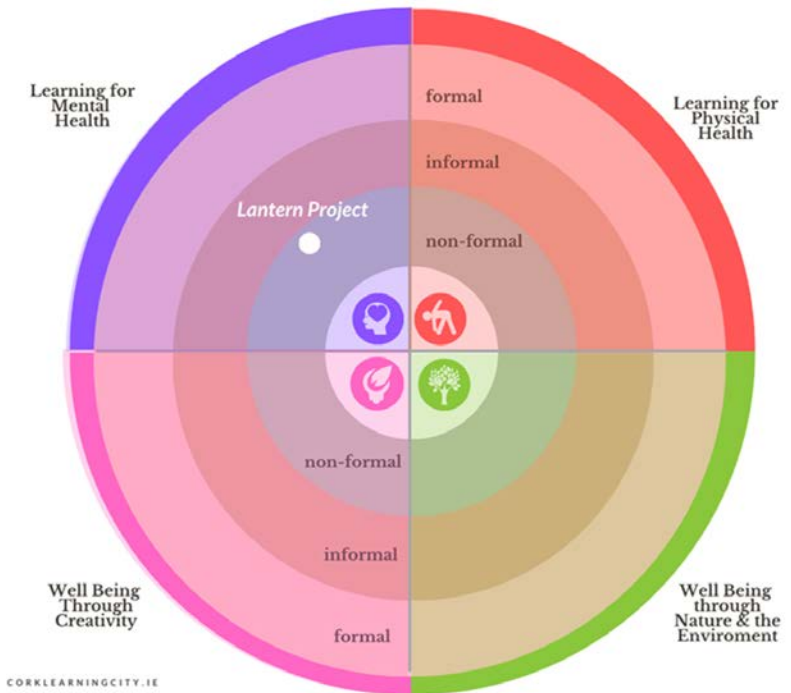 Learning for
Mental
Health
formal
Learning for
Physical
Health
informal
Lantern Project
non-formal
non-formal
informal
Well Being
Through
Creativity
formal
Well Being
through
Nature & the
Enviroment
CORKLEARNINGCITY.IE